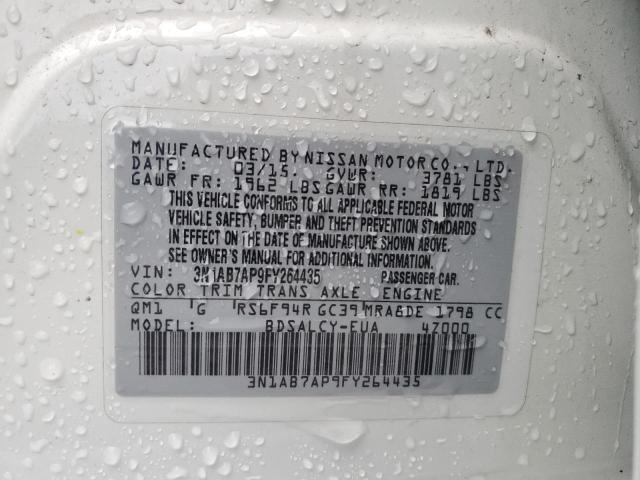 MANUFACTURED BY NISSAN MOTOR CO., LTD.
DATE: 03/15. GVWR: 3781 LBS
GAWR FR: 1962 LBS GAWR RR: 1819 LBS
THIS VEHICLE CONFORMS TO ALL APPLICABLE FEDERAL MOTOR
VEHICLE SAFETY, BUMPER AND THEFT PREVENTION STANDARDS
IN EFFECT ON THE DATE OF MANUFACTURE SHOWN ABOVE.
SEE OWNER'S MANUAL FOR ADDITIONAL INFORMATION.
VIN: 3N1AB7AP9FY264435 PASSENGER CAR.
COLOR TRIM TRANS AXLE ENGINE
QM1 G RS6F94R GC39 MRA8DE 1798 CC
MODEL: BDSALCY-EUA 47000
3N1AB7AP9FY264435